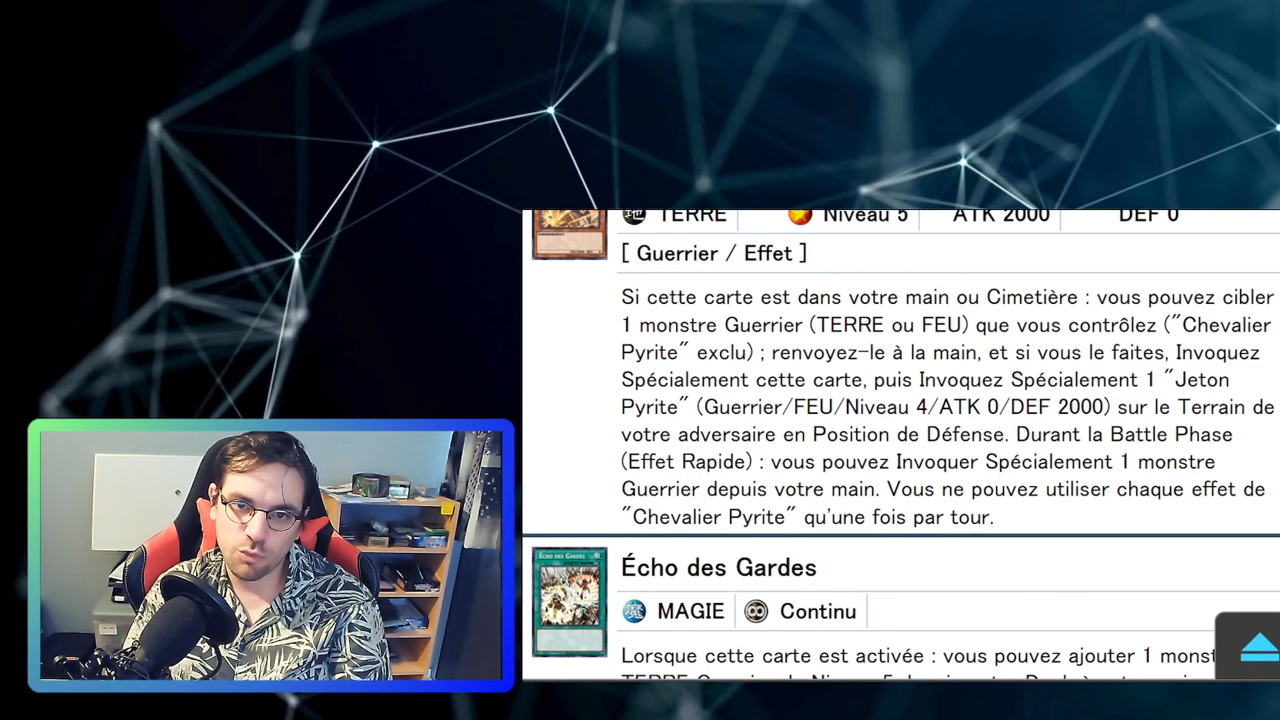 TERRE Niveau 5 ATK 2000 DEF 0
[ Guerrier / Effet ]
Si cette carte est dans votre main ou Cimetière : vous pouvez cibler
1 monstre Guerrier (TERRE ou FEU) que vous contrôlez ("Chevalier
Pyrite" exclu) ; renvoyez-le à la main, et si vous le faites, Invoquez
Spécialement cette carte, puis Invoquez Spécialement 1 "Jeton
Pyrite" (Guerrier/FEU/Niveau 4/ATK 0/DEF 2000) sur le Terrain de
votre adversaire en Position de Défense. Durant la Battle Phase
(Effet Rapide) : vous pouvez Invoquer Spécialement 1 monstre
Guerrier depuis votre main. Vous ne pouvez utiliser chaque effet de
"Chevalier Pyrite" qu'une fois par tour.
Écho des Gardes
MAGIE Continu
Lorsque cette carte est activée : vous pouvez ajouter 1